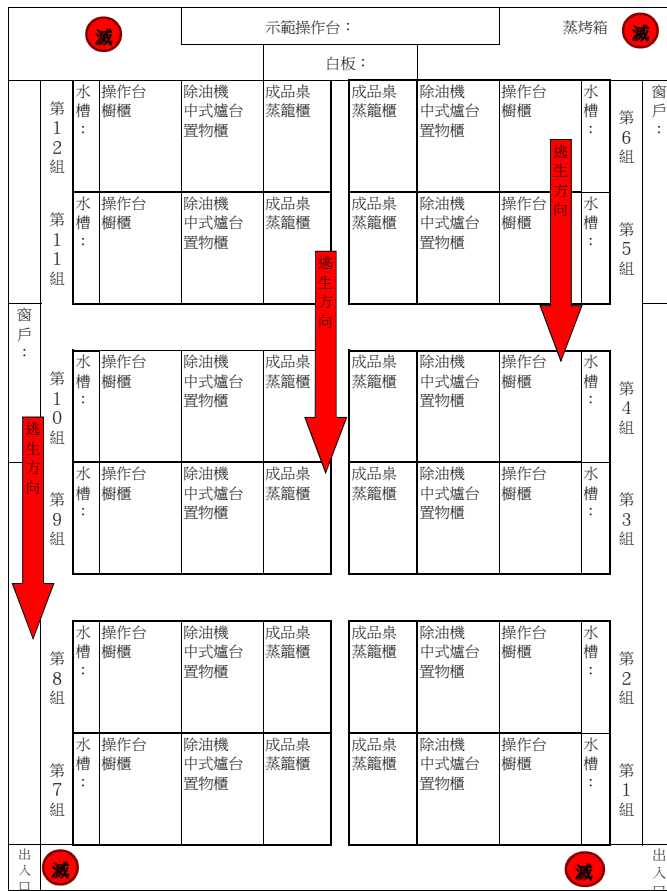 滅
示範操作台：
蒸烤箱
滅
白板：
第12組
水槽：
操作台
櫥櫃
除油機
中式爐台
置物櫃
成品桌
蒸籠櫃
成品桌
蒸籠櫃
除油機
中式爐台
置物櫃
操作台
櫥櫃
水槽：
第6組
窗戶：
逃生方向
第11組
水槽：
操作台
櫥櫃
除油機
中式爐台
置物櫃
成品桌
蒸籠櫃
逃生方向
成品桌
蒸籠櫃
除油機
中式爐台
置物櫃
操作台
櫥櫃
水槽：
第5組
窗戶：
第10組
水槽：
操作台
櫥櫃
除油機
中式爐台
置物櫃
成品桌
蒸籠櫃
成品桌
蒸籠櫃
除油機
中式爐台
置物櫃
操作台
櫥櫃
水槽：
第4組
逃生方向
第9組
水槽：
操作台
櫥櫃
除油機
中式爐台
置物櫃
成品桌
蒸籠櫃
成品桌
蒸籠櫃
除油機
中式爐台
置物櫃
操作台
櫥櫃
水槽：
第3組
第8組
水槽：
操作台
櫥櫃
除油機
中式爐台
置物櫃
成品桌
蒸籠櫃
成品桌
蒸籠櫃
除油機
中式爐台
置物櫃
操作台
櫥櫃
水槽：
第2組
第7組
水槽：
操作台
櫥櫃
除油機
中式爐台
置物櫃
成品桌
蒸籠櫃
成品桌
蒸籠櫃
除油機
中式爐台
置物櫃
操作台
櫥櫃
水槽：
第1組
出入口
滅
滅
出入口